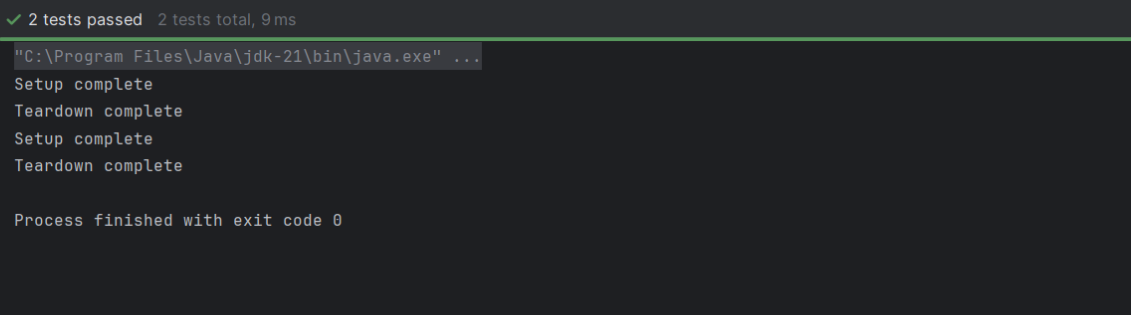 2 tests passed 2 tests total, 9 ms
"C:\Program Files\Java\jdk-21\bin\java.exe" ...
Setup complete
Teardown complete
Setup complete
Teardown complete
Process finished with exit code 0